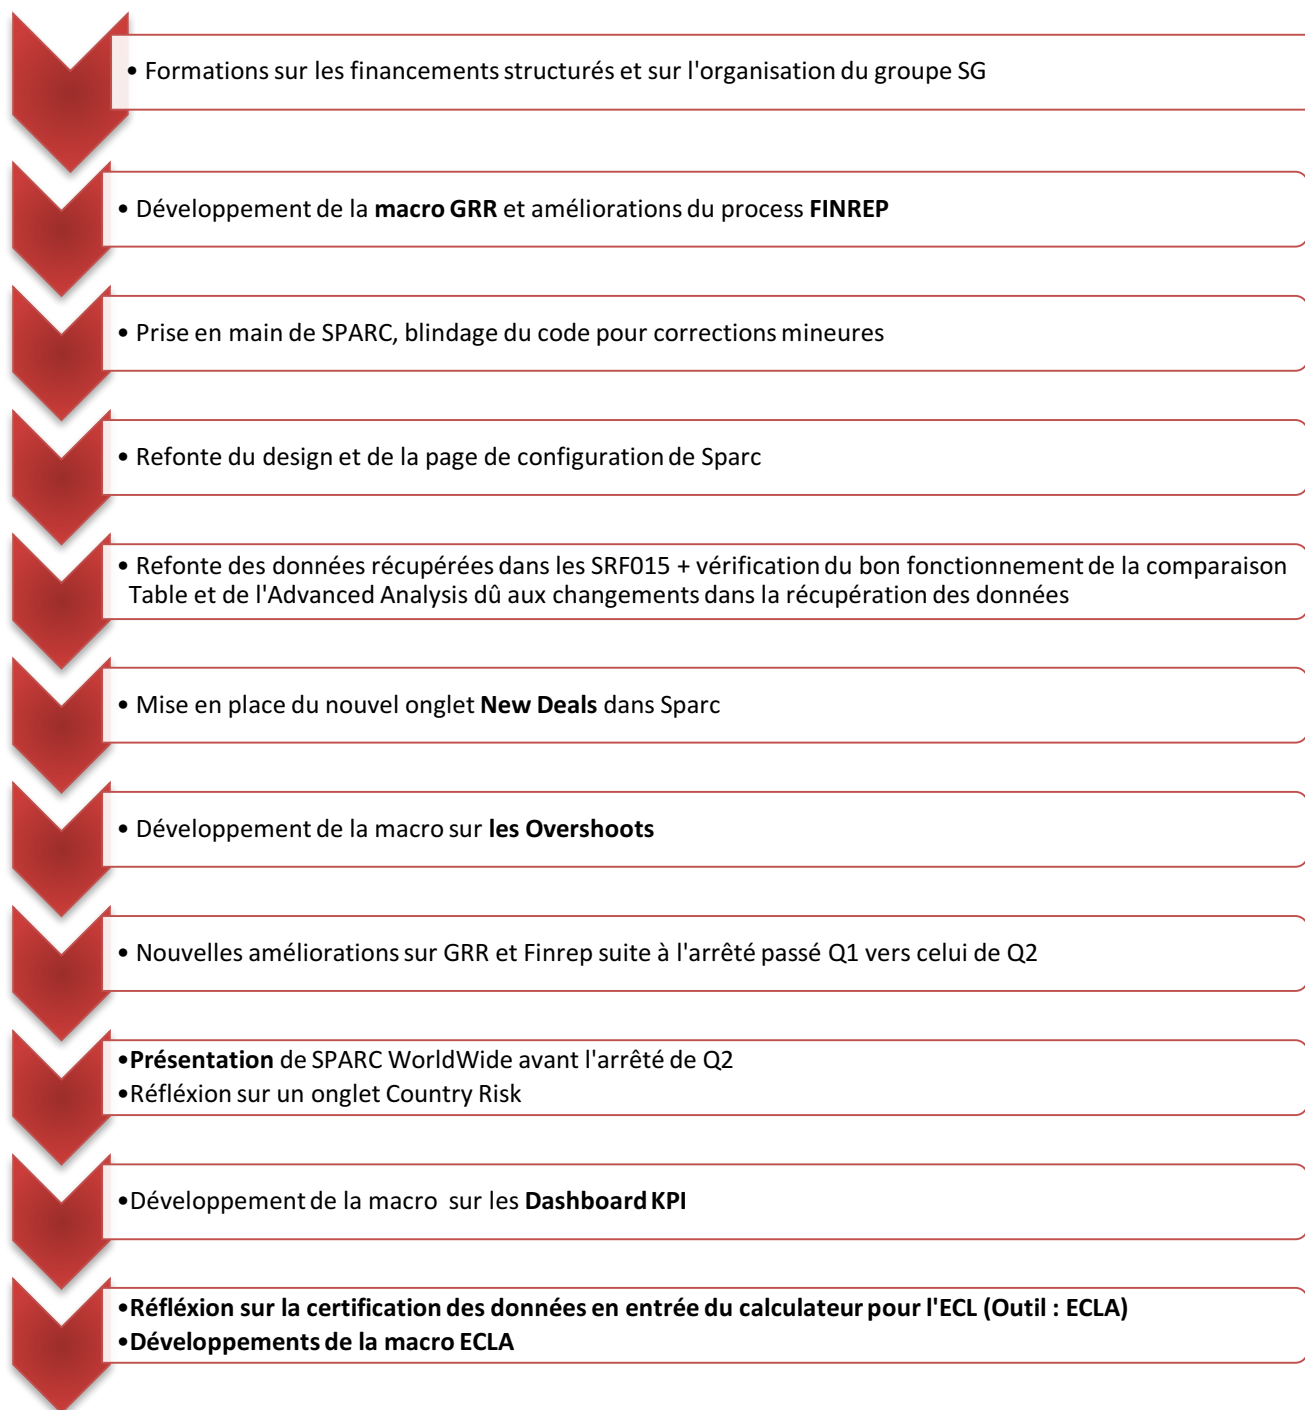 • Formations sur les financements structurés et sur l'organisation du groupe SG
• Développement de la macro GRR et améliorations du process FINREP
• Prise en main de SPARC, blindage du code pour corrections mineures
• Refonte du design et de la page de configuration de Sparc
• Refonte des données récupérées dans les SRF015 + vérification du bon fonctionnement de la comparaison
Table et de l'Advanced Analysis dû aux changements dans la récupération des données
• Mise en place du nouvel onglet New Deals dans Sparc
• Développement de la macro sur les Overshoots
• Nouvelles améliorations sur GRR et Finrep suite à l'arrêté passé Q1 vers celui de Q2
•Présentation de SPARC WorldWide avant l'arrêté de Q2
•Réfléxion sur un onglet Country Risk
•Développement de la macro sur les Dashboard KPI
•Réfléxion sur la certification des données en entrée du calculateur pour l'ECL (Outil : ECLA)
•Développements de la macro ECLA